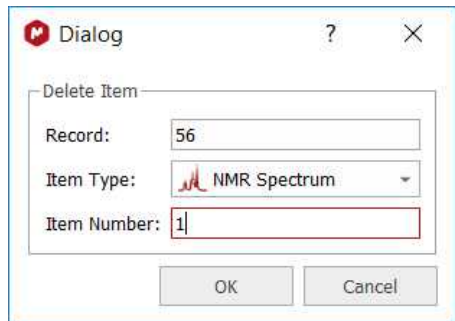 Dialog ?
Delete Item
Record: 56
Item Type: NMR Spectrum
Item Number: 1
OK Cancel